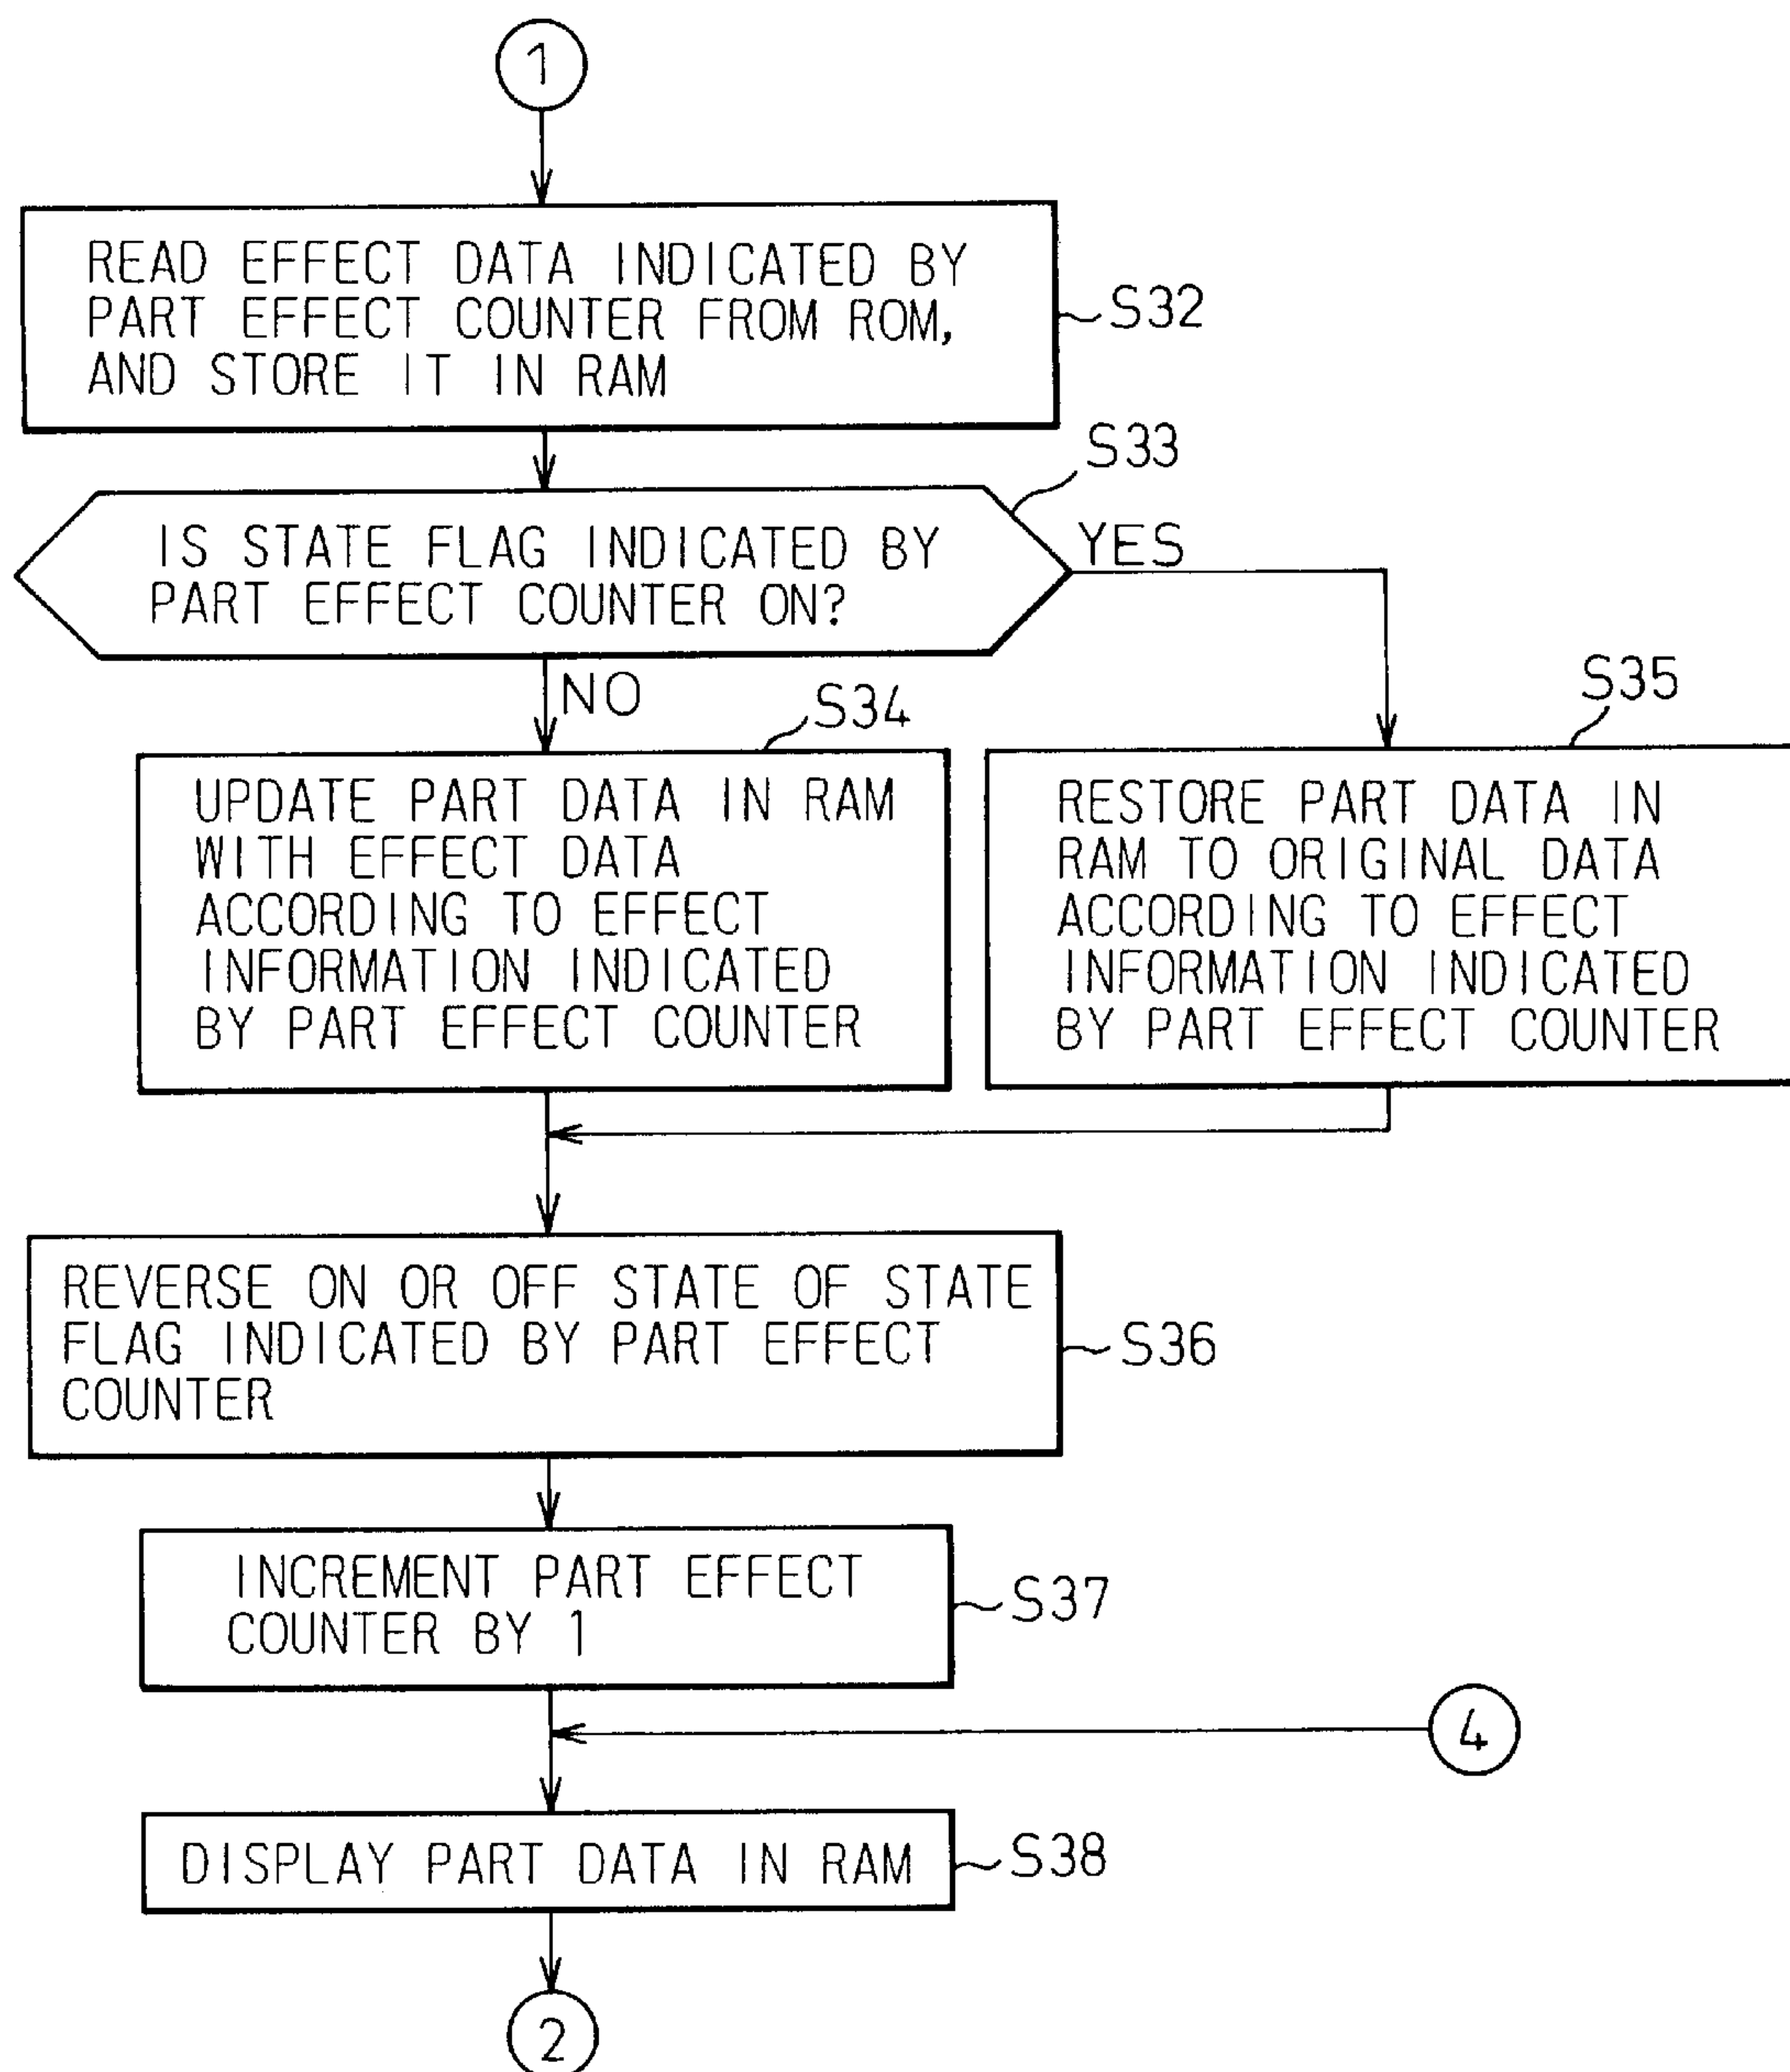 1
READ EFFECT DATA INDICATED BY
PART EFFECT COUNTER FROM ROM,
AND STORE IT IN RAM
S32
S33
IS STATE FLAG INDICATED BY
PART EFFECT COUNTER ON?
YES
NO
S34
UPDATE PART DATA IN RAM
WITH EFFECT DATA
ACCORDING TO EFFECT
INFORMATION INDICATED
BY PART EFFECT COUNTER
S35
RESTORE PART DATA IN
RAM TO ORIGINAL DATA
ACCORDING TO EFFECT
INFORMATION INDICATED
BY PART EFFECT COUNTER
REVERSE ON OR OFF STATE OF STATE
FLAG INDICATED BY PART EFFECT
COUNTER
S36
INCREMENT PART EFFECT
COUNTER BY 1
S37
4
DISPLAY PART DATA IN RAM
S38
2